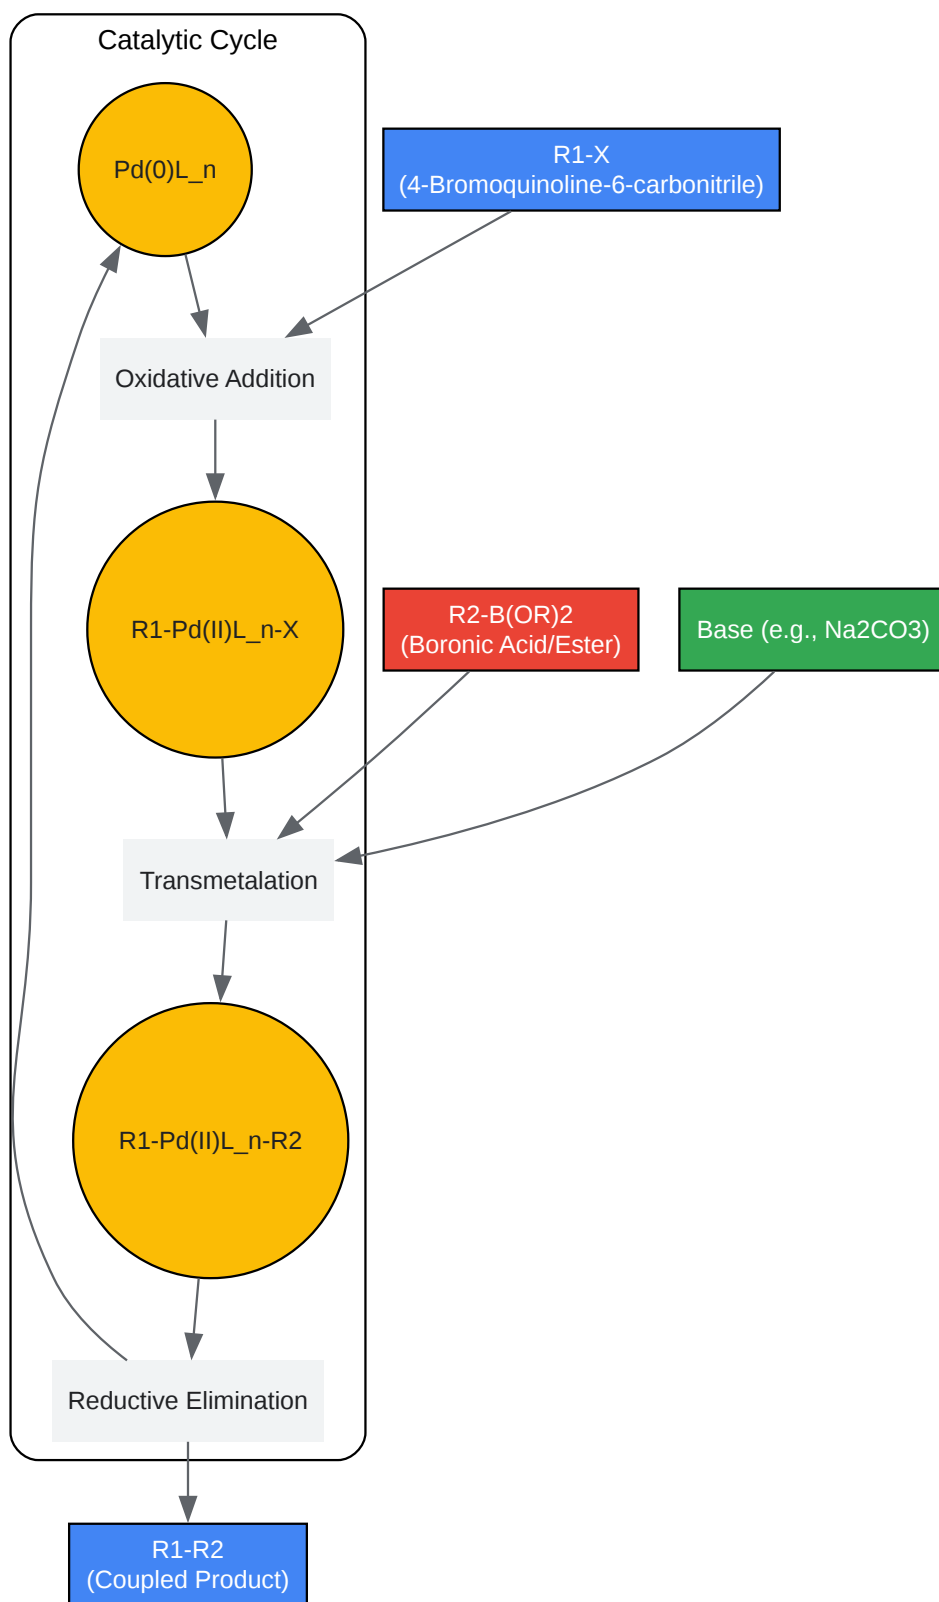 Catalytic Cycle
Pd(0)L_n
R1-X
(4-Bromoquinoline-6-carbonitrile)
Oxidative Addition
R1-Pd(II)L_n-X
R2-B(OR)2
(Boronic Acid/Ester)
Base (e.g., Na2CO3)
Transmetalation
R1-Pd(II)L_n-R2
Reductive Elimination
R1-R2
(Coupled Product)